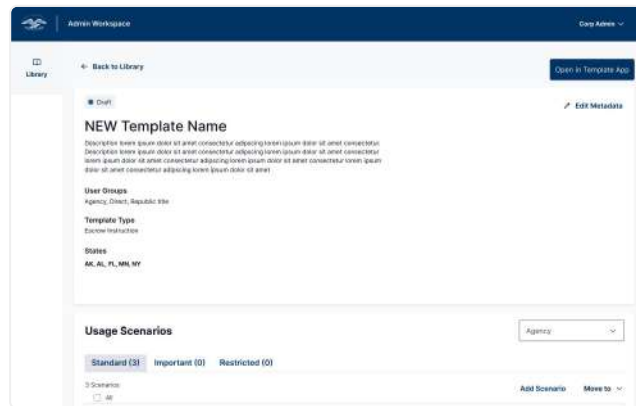 Admin Workspace
Corp Admin
Library
← Back to Library
Open in Template App
Draft
Edit Metadata
NEW Template Name
Description lorem ipsum dolor sit amet consectetur adipscing lorem ipsum dolor sit amet consectetur.
Description lorem ipsum dolor sit amet consectetur adipscing lorem ipsum dolor sit amet consectetur
lorem ipsum dolor sit amet consectetur adipscing lorem ipsum dolor sit amet consectetur lorem ipsum
dolor sit amet consectetur adipscing lorem ipsum dolor sit amet
User Groups
Agency, Direct, Republic title
Template Type
Escrow Instruction
States
AK, AL, FL, MN, NY
Usage Scenarios
Agency
Standard (3)
Important (0)
Restricted (0)
3 Scenarios
Add Scenario
Move to
All